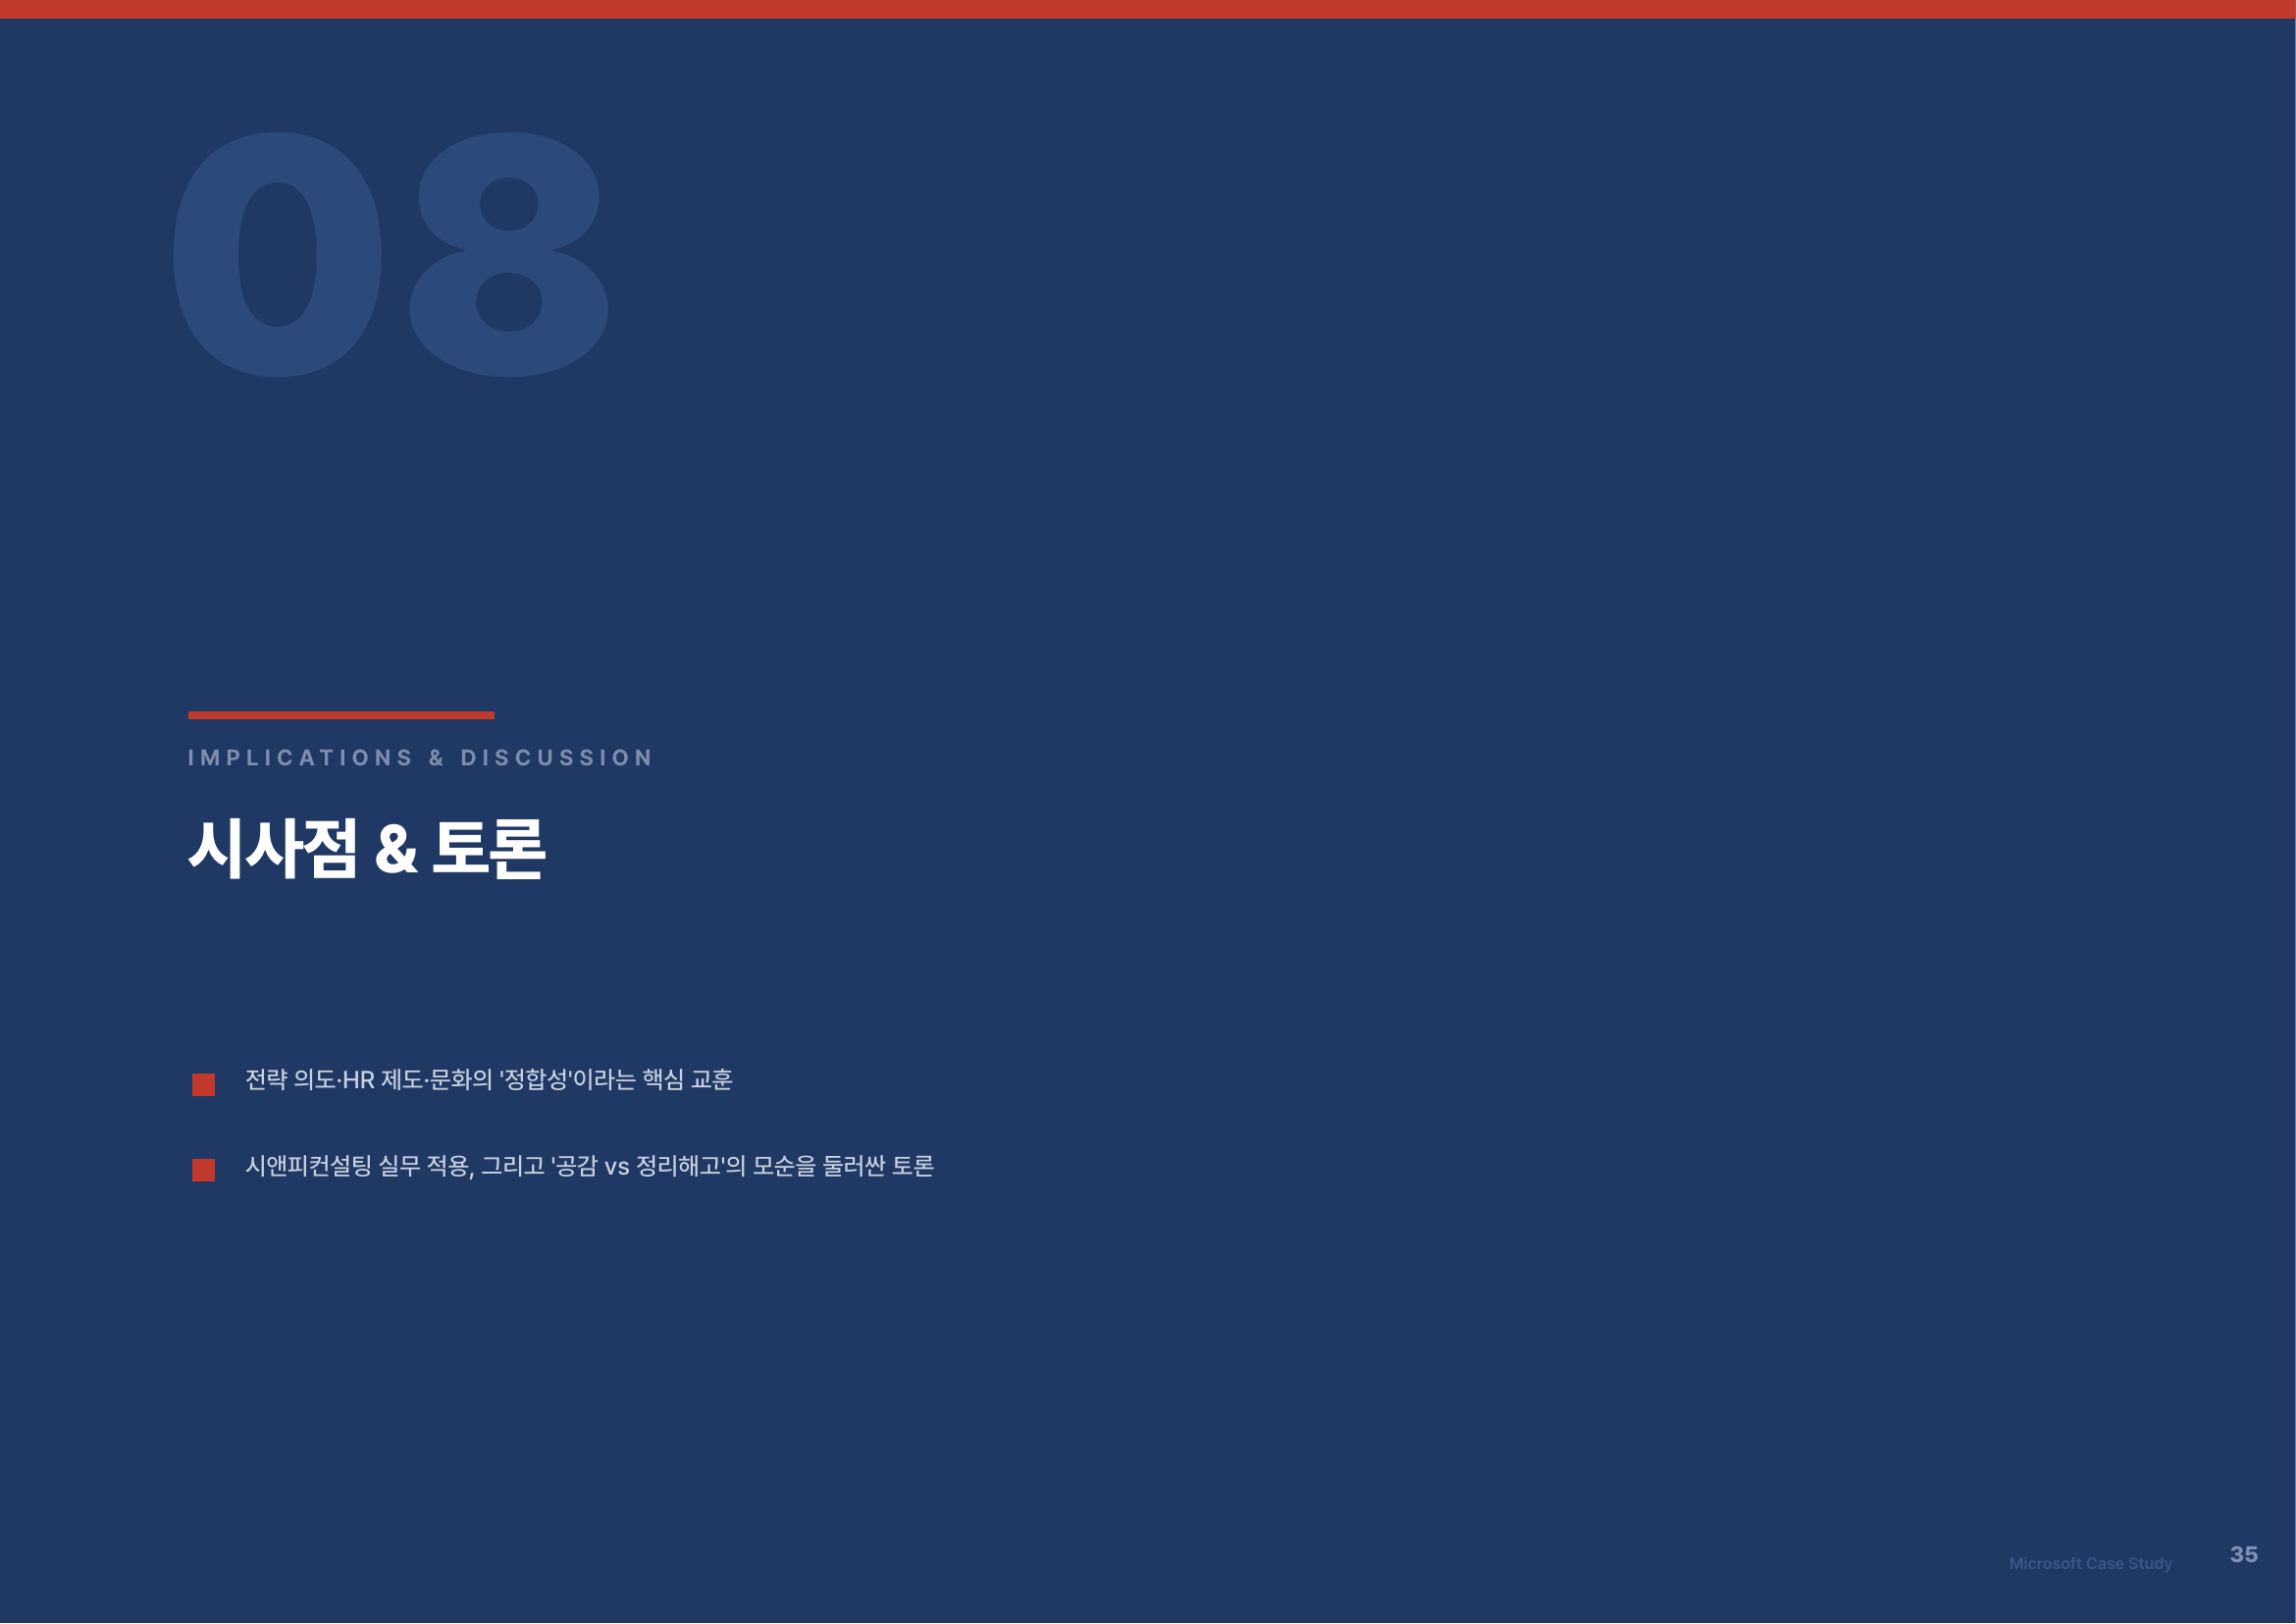 08
IMPLICATIONS & DISCUSSION
시사점 & 토론
전략 의도·HR 제도·문화의 '정합성'이라는 핵심 교훈
시앤피컨설팅 실무 적용, 그리고 '공감 vs 정리해고'의 모순을 둘러싼 토론
Microsoft Case Study
35